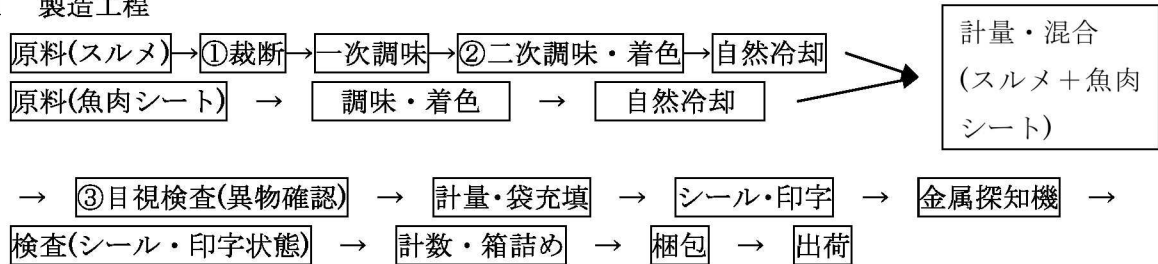 製造工程
原料(スルメ)→①裁断→一次調味→②二次調味・着色→自然冷却
原料(魚肉シート) → 調味・着色 → 自然冷却
計量・混合
(スルメ＋魚肉
シート)
→ ③目視検査(異物確認) → 計量・袋充填 → シール・印字 → 金属探知機 →
検査(シール・印字状態) → 計数・箱詰め → 梱包 → 出荷